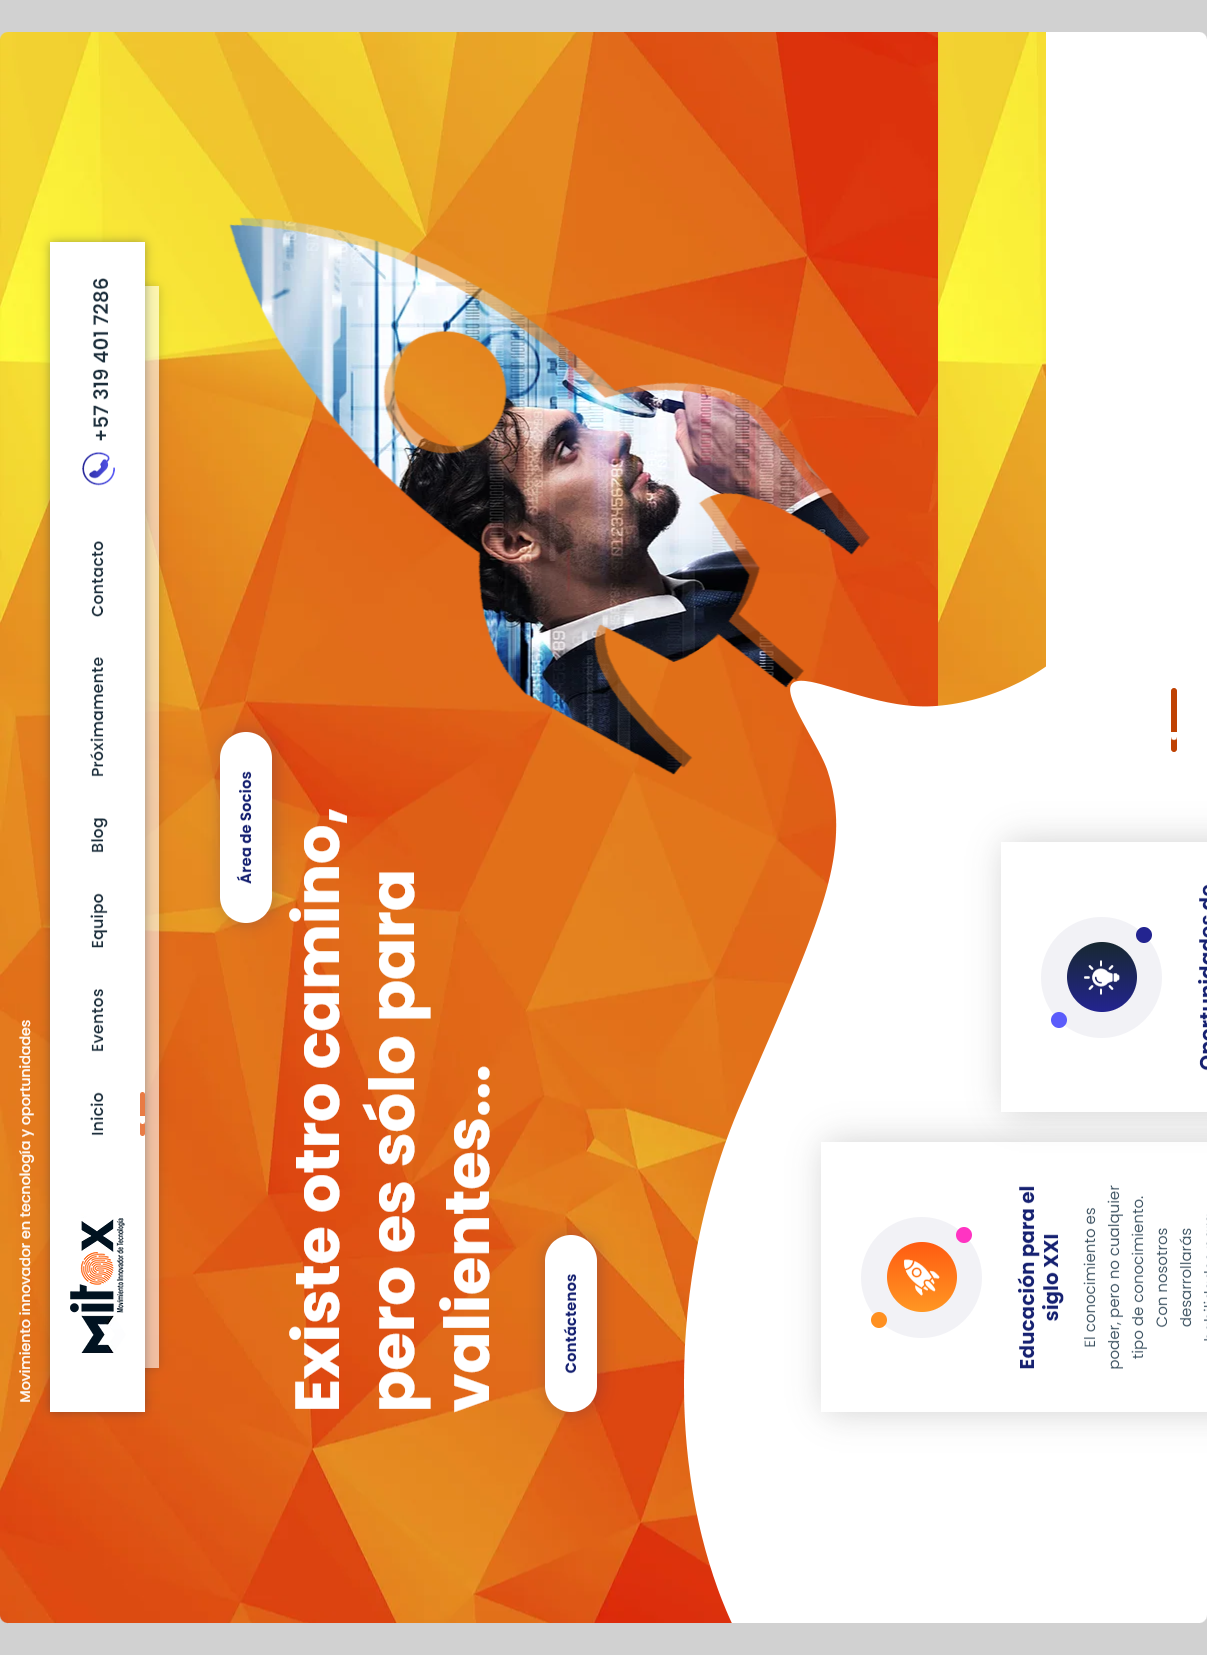 Movimiento innovador en tecnología y oportunidades
mitox
Movimiento Innovador de Tecnología
Inicio
Eventos
Equipo
Blog
Próximamente
Contacto
+57 319 401 7286
Área de Socios
Existe otro camino,
pero es sólo para
valientes...
Contáctenos
Educación para el
siglo XXI
El conocimiento es
poder, pero no cualquier
tipo de conocimiento.
Con nosotros
desarrollarás
Oportunidades de